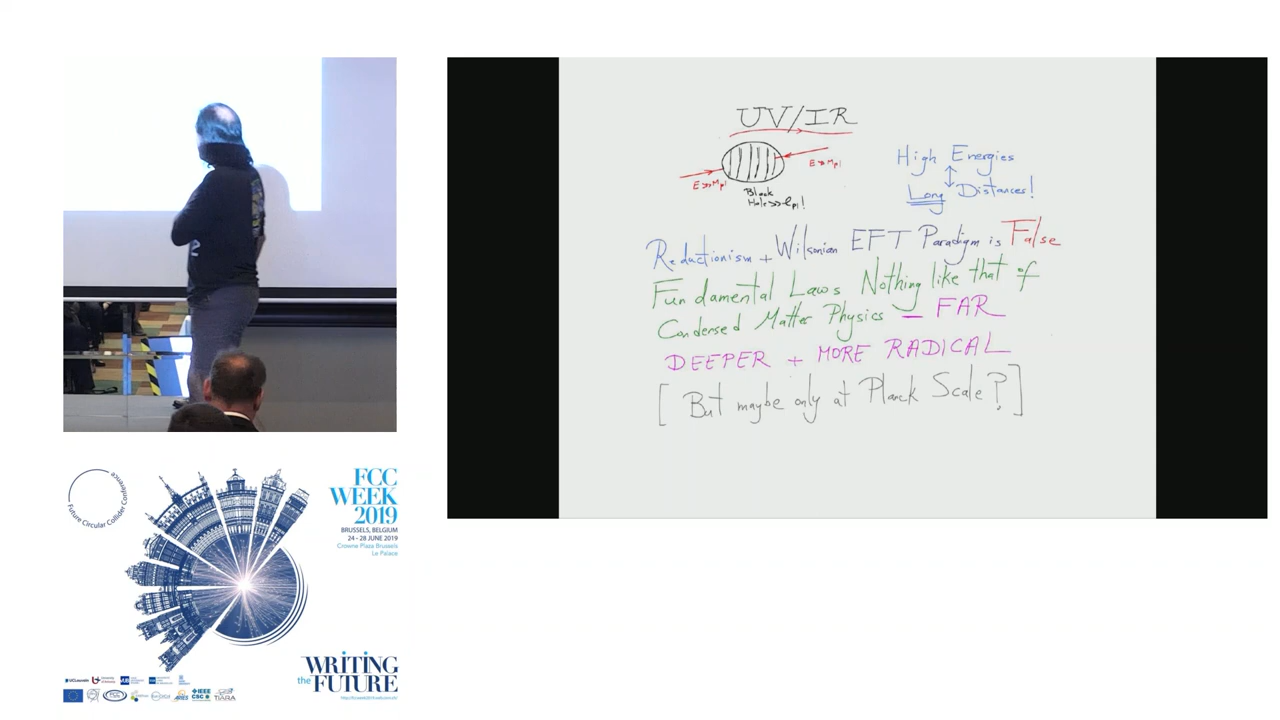 UV/IR
E≫Mpl
E≫Mpl
Black
Hole≫ℓpl!
High Energies
Long Distances!
Reductionism + Wilsonian EFT Paradigm is False
Fundamental Laws Nothing like that of
Condensed Matter Physics — FAR
DEEPER + MORE RADICAL
[ But maybe only at Planck Scale? ]
Future Circular Collider Conference
FCC
WEEK
2019
BRUSSELS, BELGIUM
24 - 28 JUNE 2019
Crowne Plaza Brussels
Le Palace
WRITING
the FUTURE
IEEE
CSC
TIARA